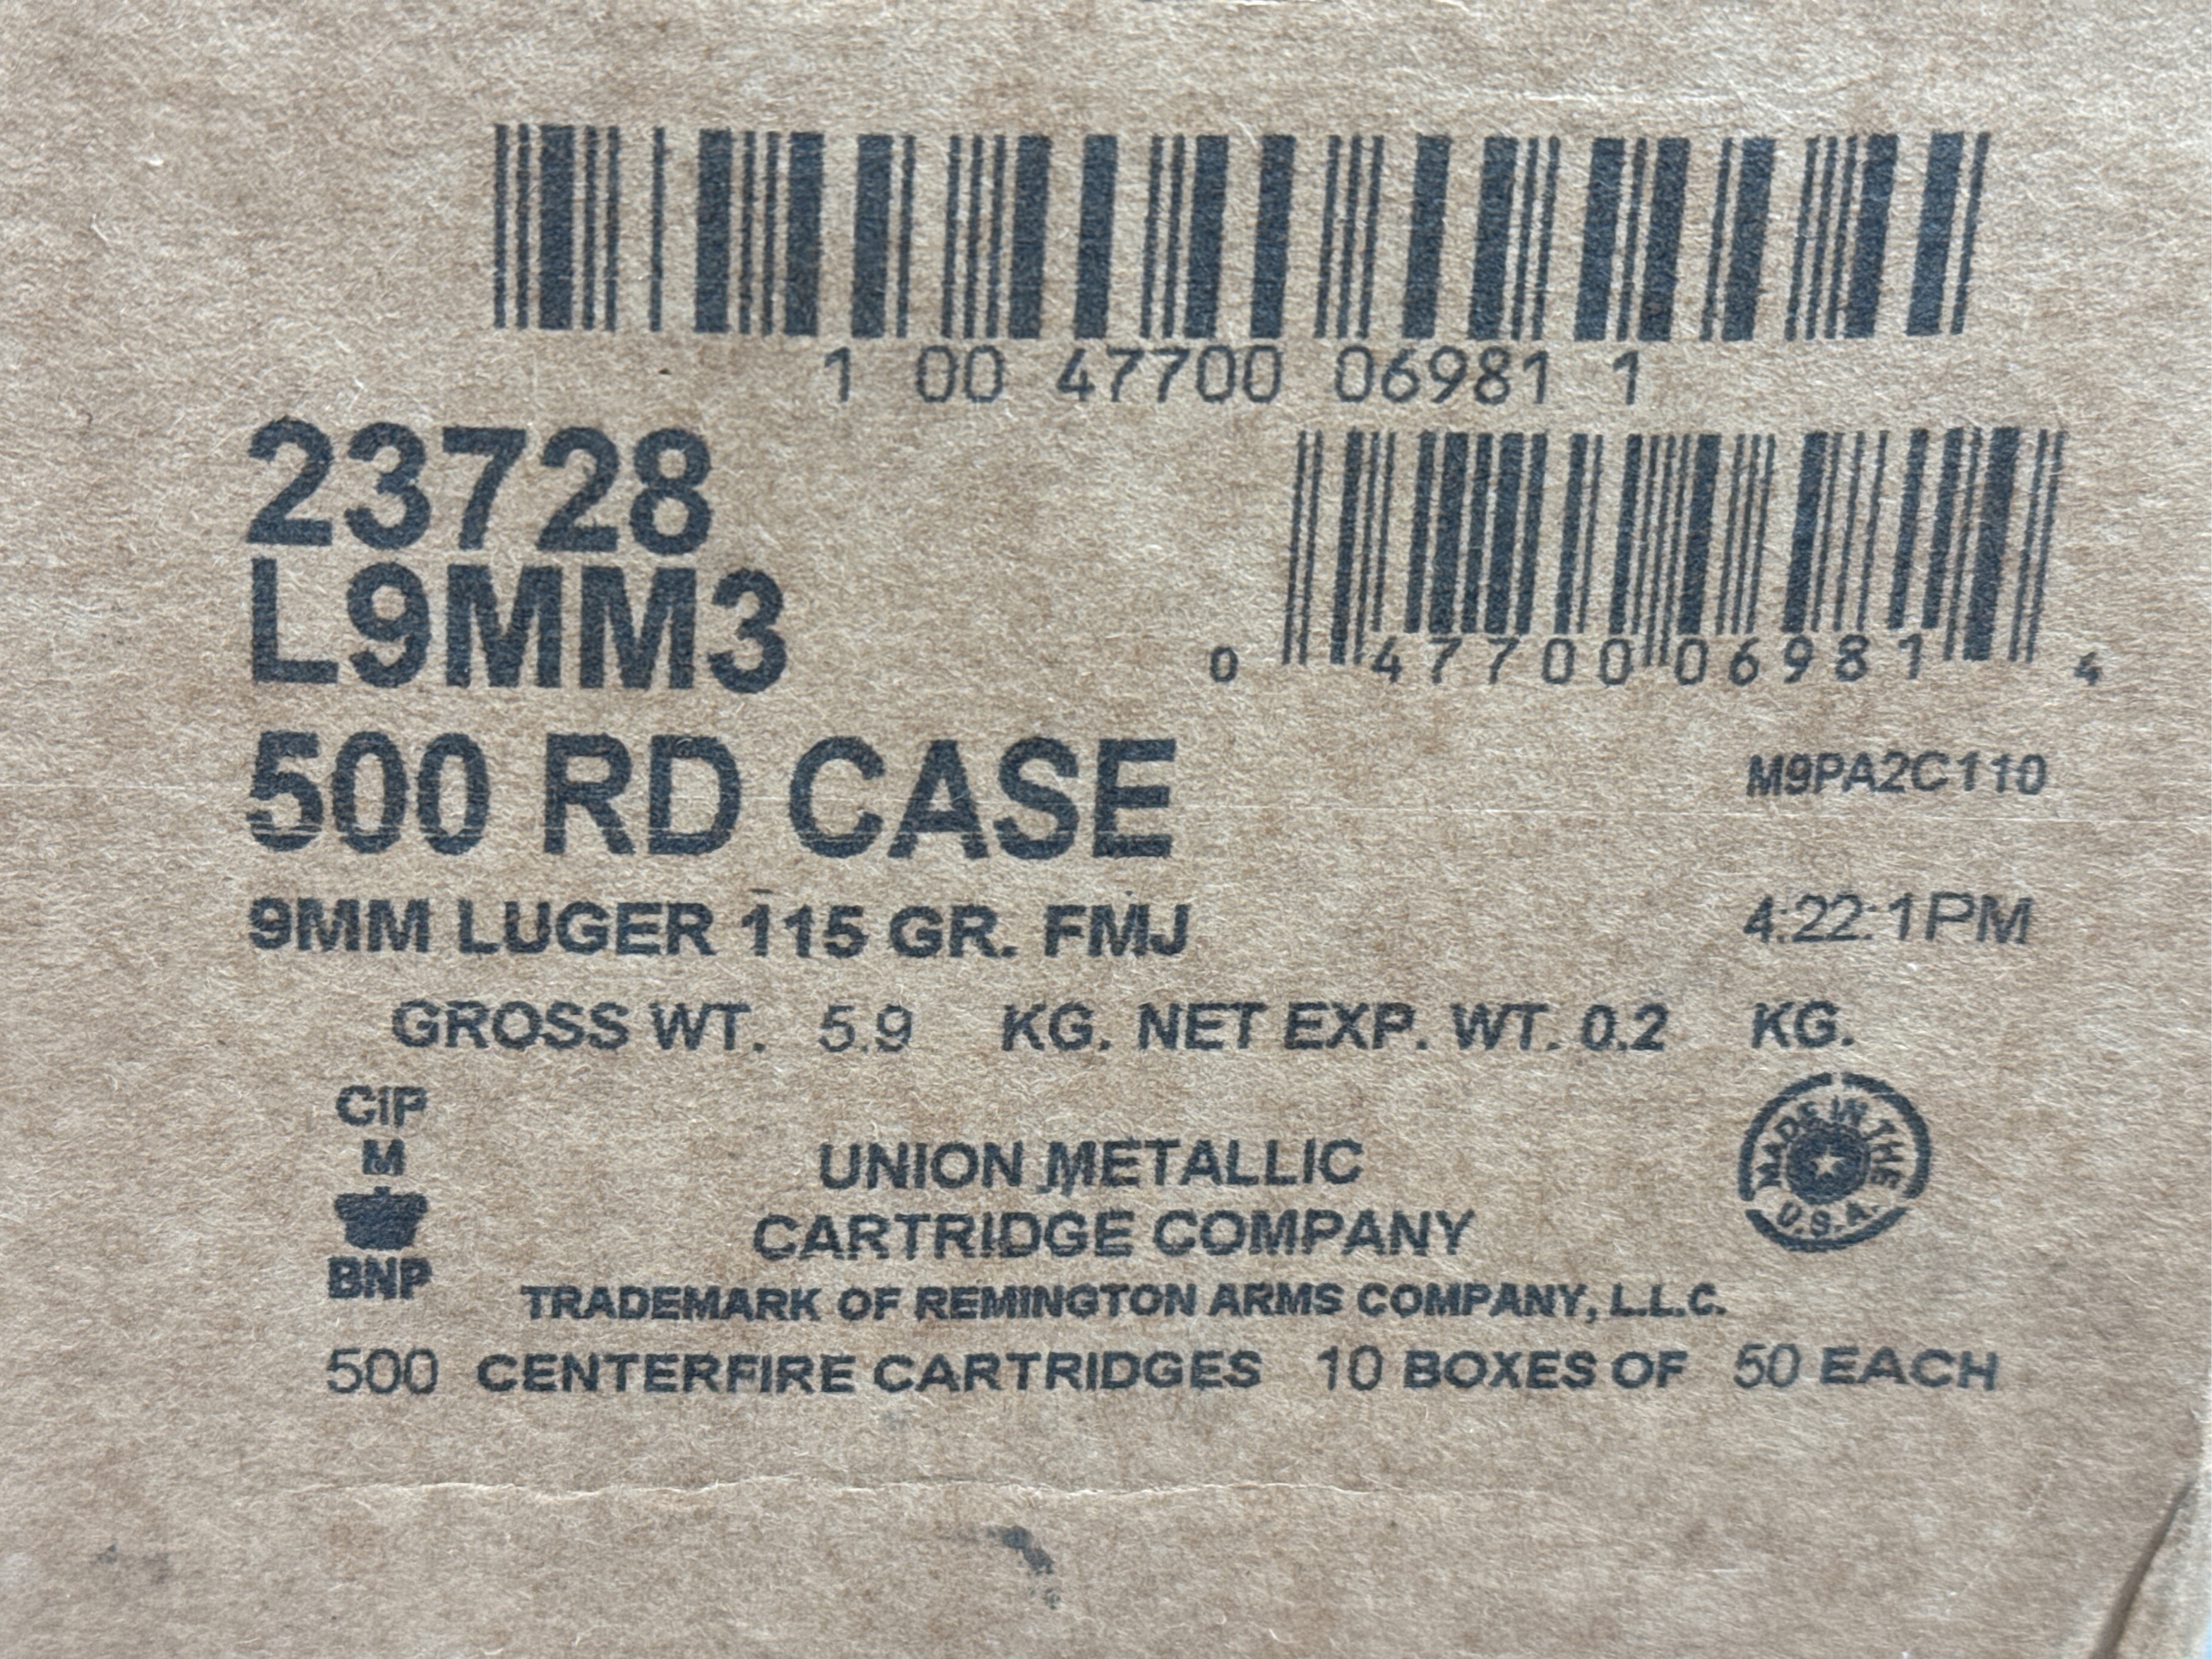 1 00 47700 06981 1
23728
L9MM3
0 47700 06981 4
500 RD CASE
M9PA2C110
9MM LUGER 115 GR. FMJ
4:22:1PM
GROSS WT. 5.9 KG. NET EXP. WT. 0.2 KG.
CIP
M
BNP
UNION METALLIC
CARTRIDGE COMPANY
TRADEMARK OF REMINGTON ARMS COMPANY, L.L.C.
MADE IN THE
U.S.A.
500 CENTERFIRE CARTRIDGES 10 BOXES OF 50 EACH